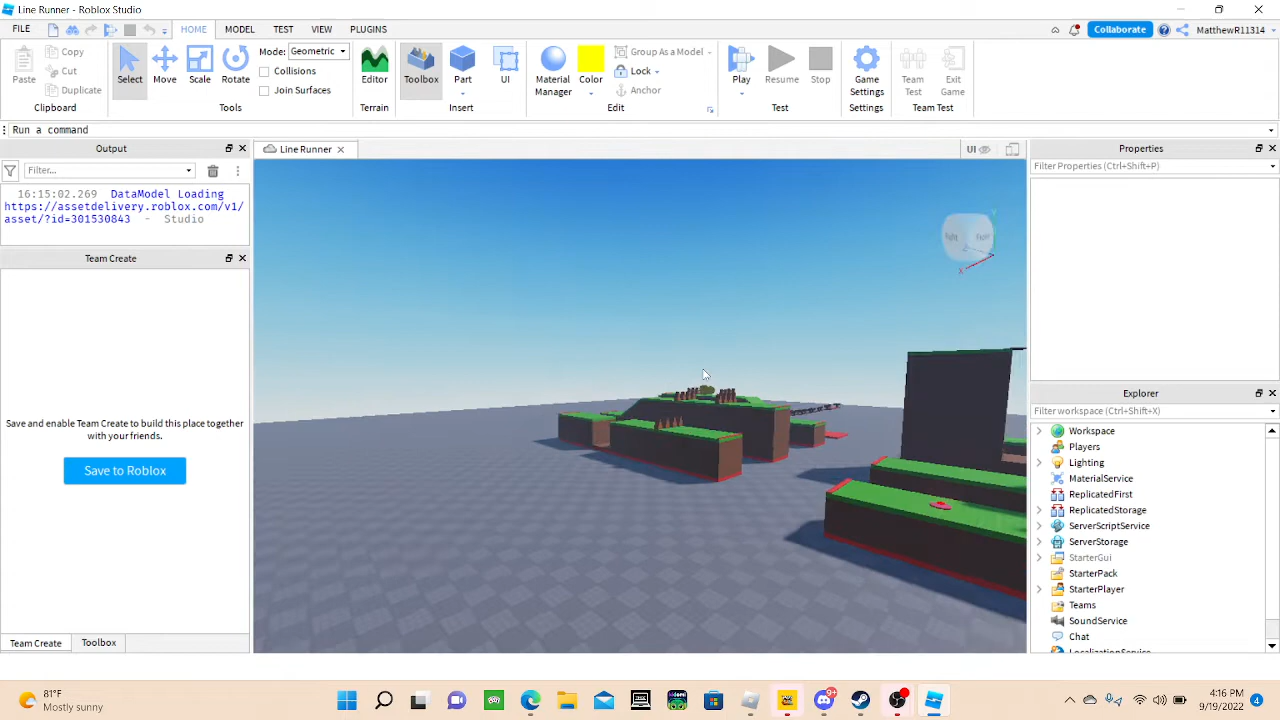 Line Runner - Roblox Studio
FILE HOME MODEL TEST VIEW PLUGINS Collaborate MatthewR11314
Paste Copy Cut Duplicate Select Move Scale Rotate Mode: Geometric Collisions Join Surfaces Editor Toolbox Part UI Material Manager Color Group As a Model Lock Anchor Play Resume Stop Game Settings Team Test Exit Game
Clipboard Tools Terrain Insert Edit Test Settings Team Test
Run a command
Output
Filter...
16:15:02.269 DataModel Loading
https://assetdelivery.roblox.com/v1/
asset/?id=301530843 - Studio
Team Create
Save and enable Team Create to build this place together
with your friends.
Save to Roblox
Team Create Toolbox
Line Runner
UI
Right Front
Y
X
Properties
Filter Properties (Ctrl+Shift+P)
Explorer
Filter workspace (Ctrl+Shift+X)
Workspace
Players
Lighting
MaterialService
ReplicatedFirst
ReplicatedStorage
ServerScriptService
ServerStorage
StarterGui
StarterPack
StarterPlayer
Teams
SoundService
Chat
LocalizationService
81°F
Mostly sunny
9+
4:16 PM
9/19/2022
4